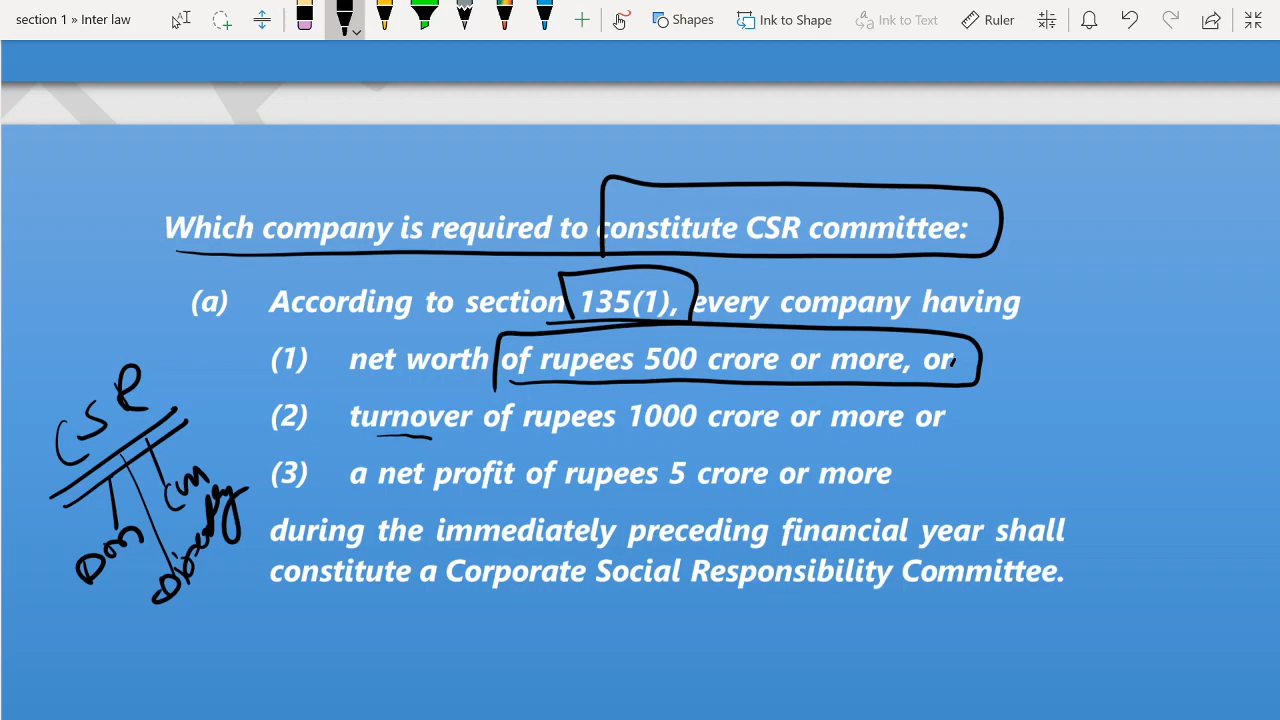 section 1 » Inter law
Shapes
Ink to Shape
Ink to Text
Ruler
Which company is required to constitute CSR committee:
(a) According to section 135(1), every company having
(1) net worth of rupees 500 crore or more, or
(2) turnover of rupees 1000 crore or more or
(3) a net profit of rupees 5 crore or more
during the immediately preceding financial year shall
constitute a Corporate Social Responsibility Committee.
CSR
Directly